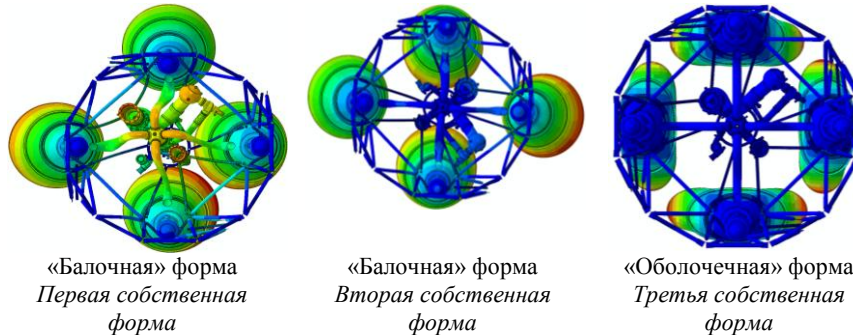 «Балочная» форма
Первая собственная
форма
«Балочная» форма
Вторая собственная
форма
«Оболочечная» форма
Третья собственная
форма